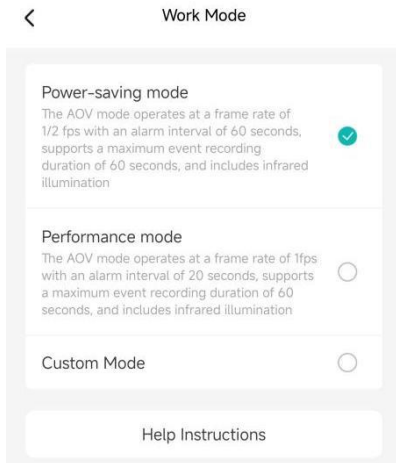 Work Mode
Power-saving mode
The AOV mode operates at a frame rate of
1/2 fps with an alarm interval of 60 seconds,
supports a maximum event recording
duration of 60 seconds, and includes infrared
illumination
Performance mode
The AOV mode operates at a frame rate of 1fps
with an alarm interval of 20 seconds, supports
a maximum event recording duration of 60
seconds, and includes infrared illumination
Custom Mode
Help Instructions